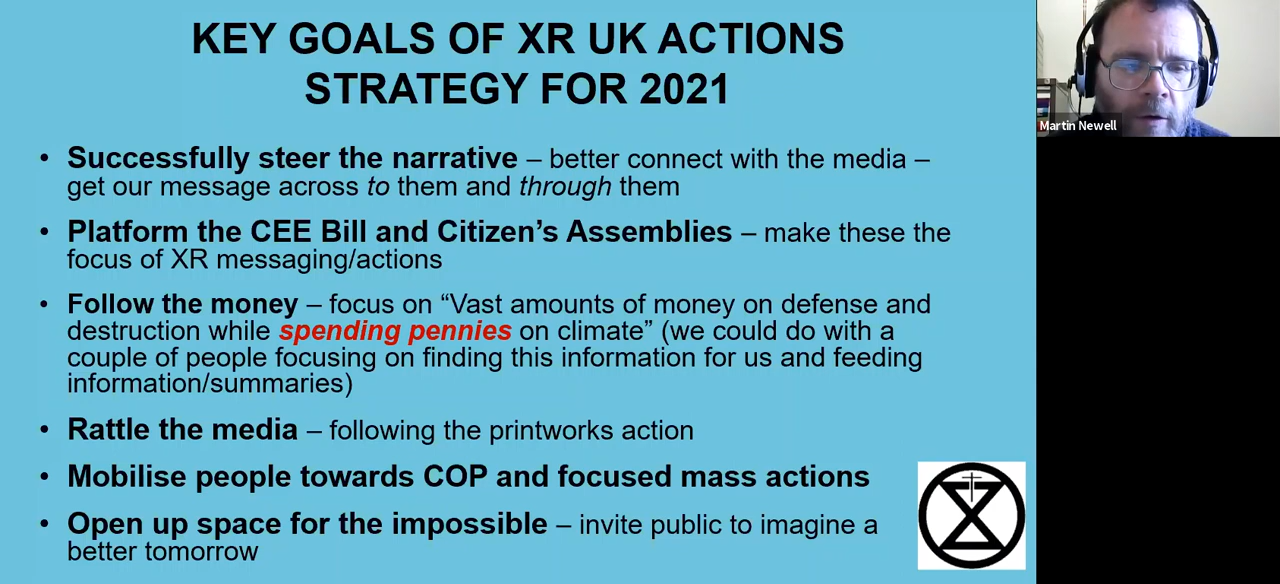 KEY GOALS OF XR UK ACTIONS
STRATEGY FOR 2021
• Successfully steer the narrative – better connect with the media –
get our message across to them and through them
• Platform the CEE Bill and Citizen’s Assemblies – make these the
focus of XR messaging/actions
• Follow the money – focus on “Vast amounts of money on defense and
destruction while spending pennies on climate” (we could do with a
couple of people focusing on finding this information for us and feeding
information/summaries)
• Rattle the media – following the printworks action
• Mobilise people towards COP and focused mass actions
• Open up space for the impossible – invite public to imagine a
better tomorrow
Martin Newell